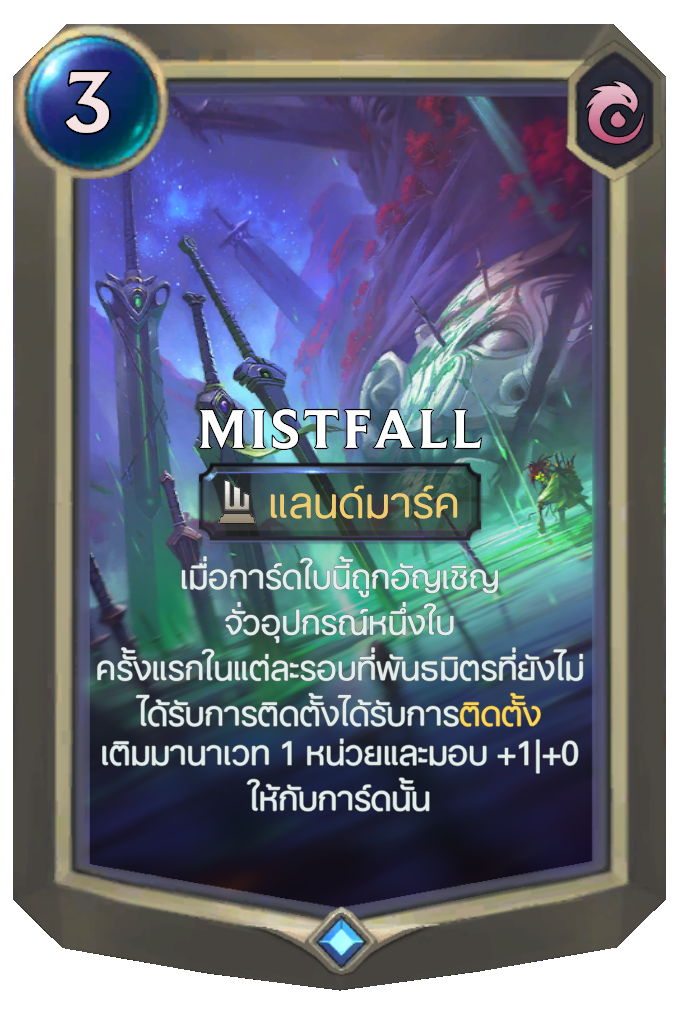 3
MISTFALL
แลนด์มาร์ค
เมื่อการ์ดใบนี้ถูกอัญเชิญ
จั่วอุปกรณ์หนึ่งใบ
ครั้งแรกในแต่ละรอบที่พันธมิตรที่ยังไม่
ได้รับการติดตั้งได้รับการติดตั้ง
เติมมานาเวท 1 หน่วยและมอบ +1|+0
ให้กับการ์ดนั้น